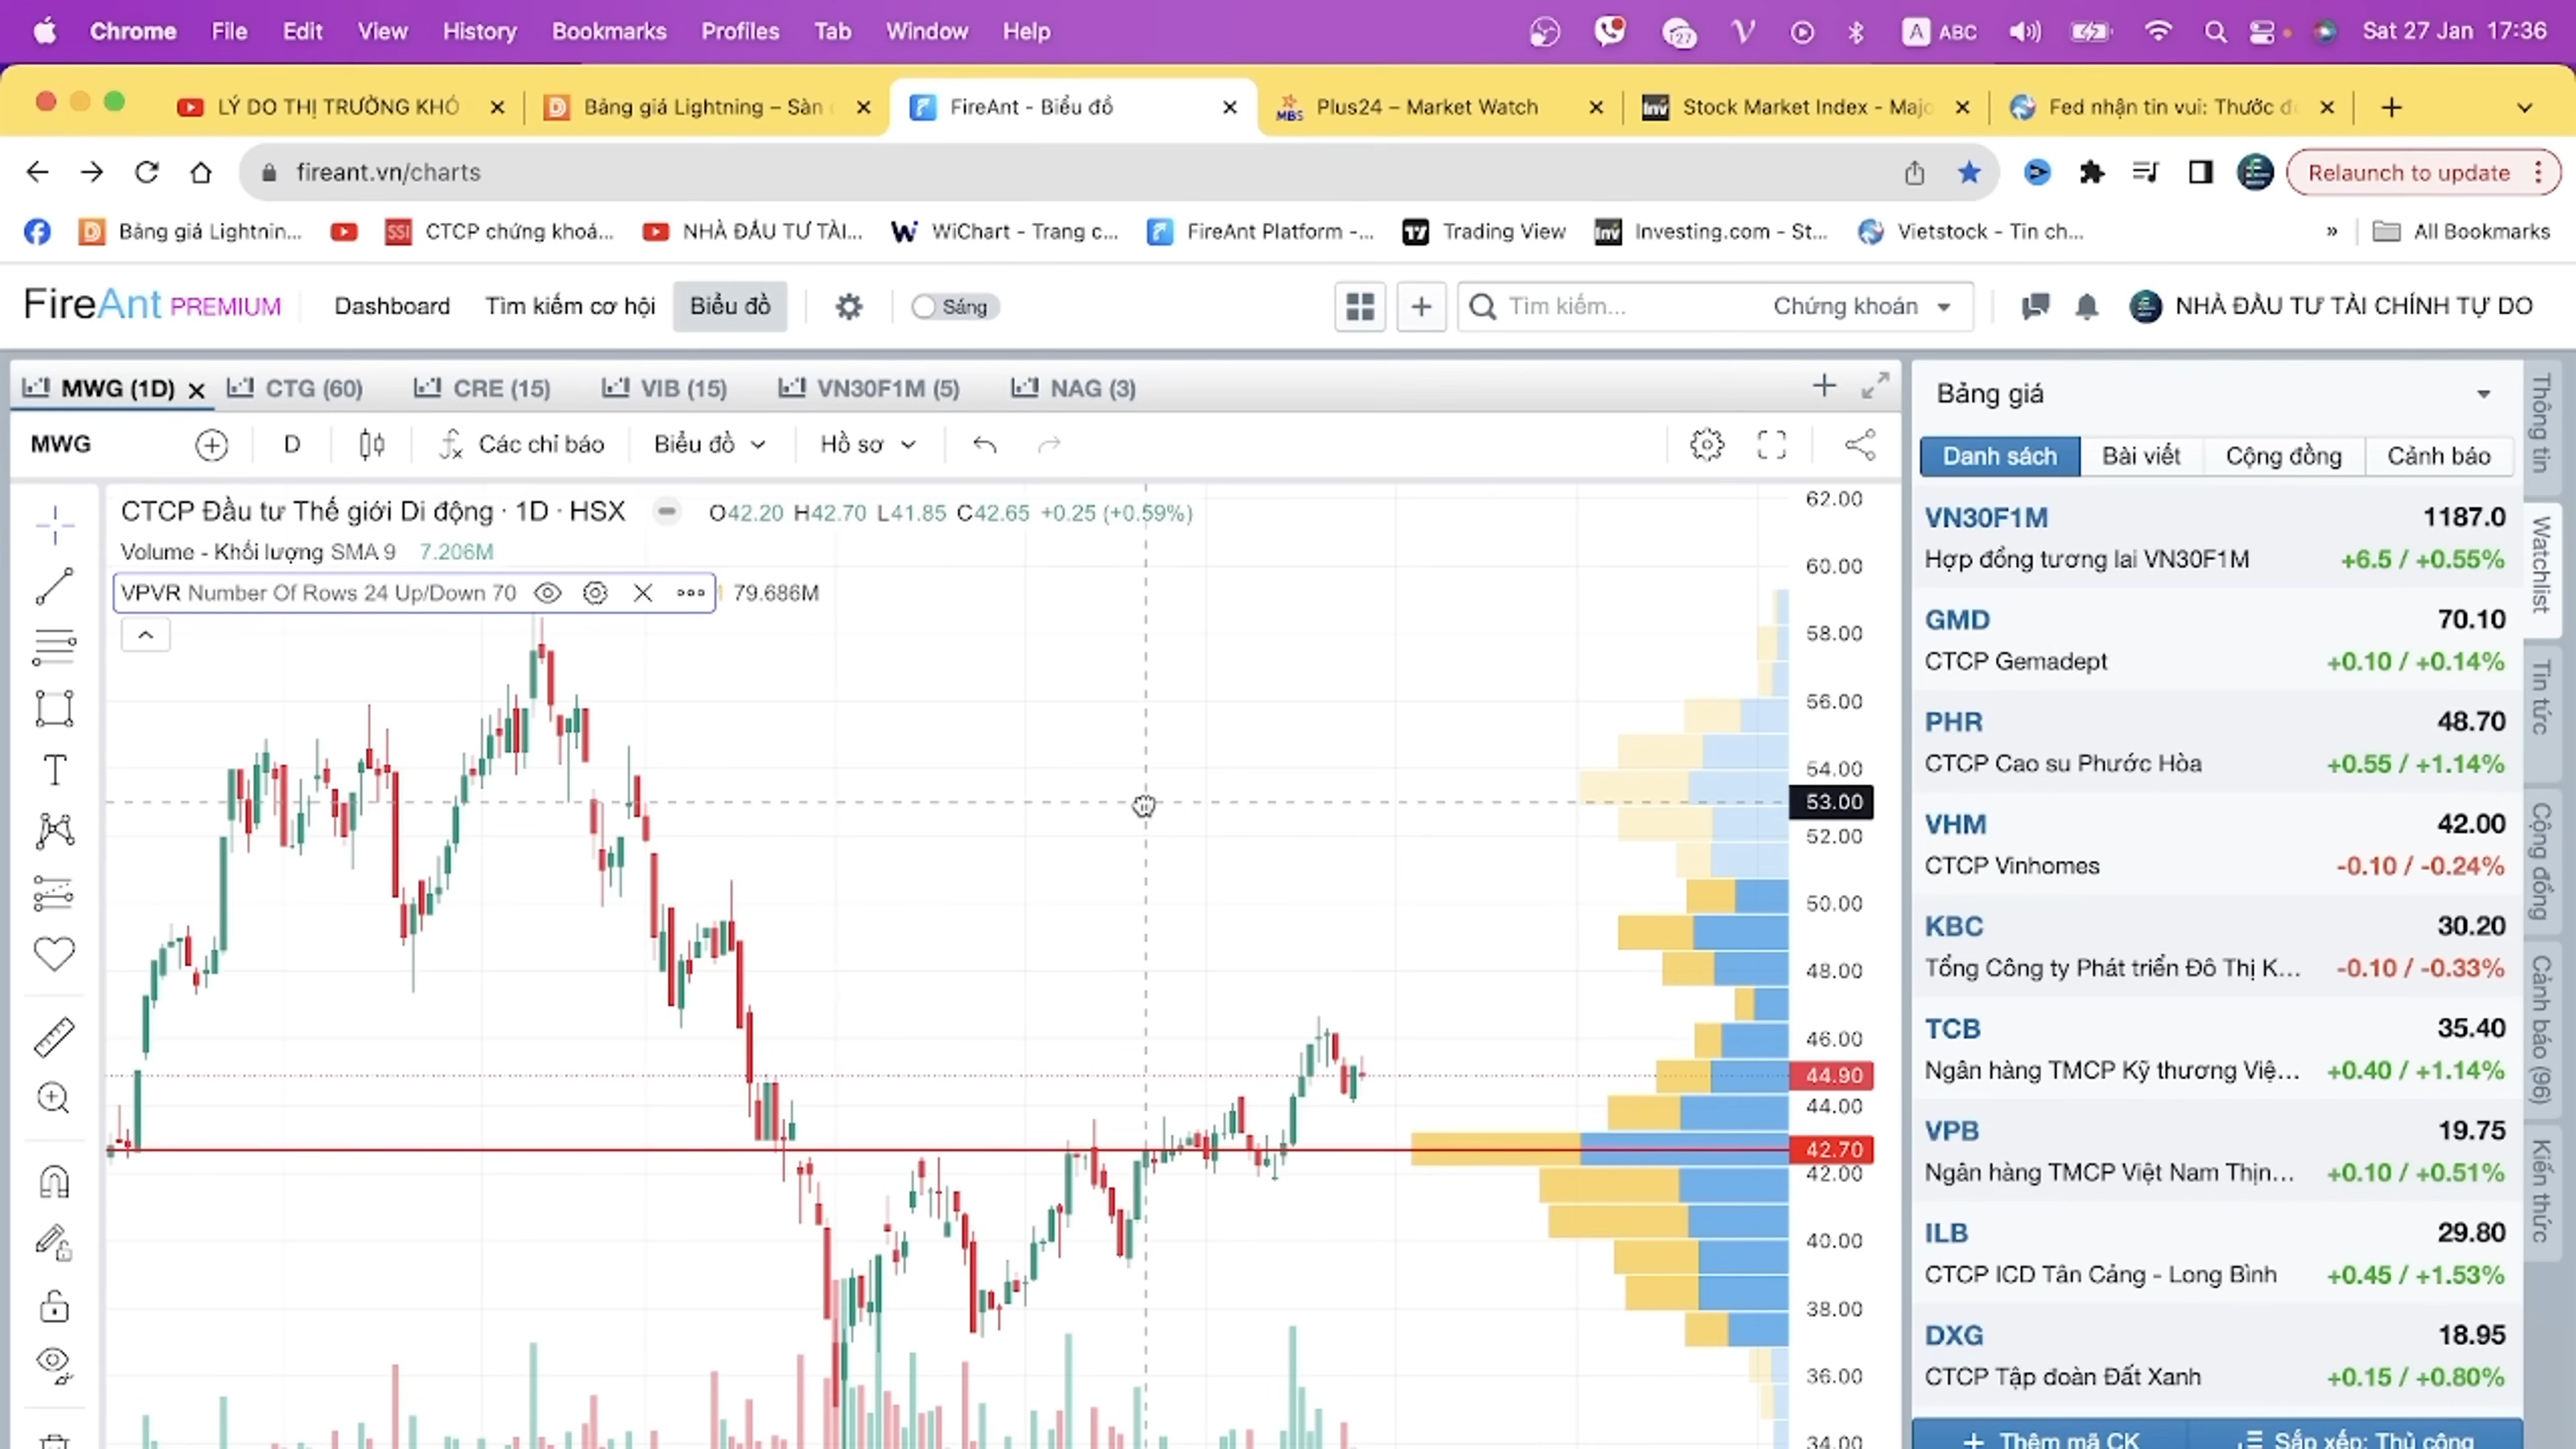 Chrome File Edit View History Bookmarks Profiles Tab Window Help 127 A ABC Sat 27 Jan 17:36
LÝ DO THỊ TRƯỜNG KHÓ Bảng giá Lightning – Sàn FireAnt - Biểu đồ MBS Plus24 – Market Watch Inv Stock Market Index - Majo Fed nhận tin vui: Thước đ
fireant.vn/charts Relaunch to update
Bảng giá Lightnin... SSI CTCP chứng khoá... NHÀ ĐẦU TƯ TÀI... WiChart - Trang c... FireAnt Platform -... Trading View Inv Investing.com - St... Vietstock - Tin ch... » All Bookmarks
FireAnt PREMIUM Dashboard Tìm kiếm cơ hội Biểu đồ Sáng Tìm kiếm... Chứng khoán NHÀ ĐẦU TƯ TÀI CHÍNH TỰ DO
MWG (1D) CTG (60) CRE (15) VIB (15) VN30F1M (5) NAG (3)
MWG D Các chỉ báo Biểu đồ Hồ sơ
CTCP Đầu tư Thế giới Di động · 1D · HSX O42.20 H42.70 L41.85 C42.65 +0.25 (+0.59%)
Volume - Khối lượng SMA 9 7.206M
VPVR Number Of Rows 24 Up/Down 70 79.686M
62.00
60.00
58.00
56.00
54.00
53.00
52.00
50.00
48.00
46.00
44.90
44.00
42.70
42.00
40.00
38.00
36.00
34.00
Bảng giá
Danh sách Bài viết Cộng đồng Cảnh báo
VN30F1M 1187.0
Hợp đồng tương lai VN30F1M +6.5 / +0.55%
GMD 70.10
CTCP Gemadept +0.10 / +0.14%
PHR 48.70
CTCP Cao su Phước Hòa +0.55 / +1.14%
VHM 42.00
CTCP Vinhomes -0.10 / -0.24%
KBC 30.20
Tổng Công ty Phát triển Đô Thị K... -0.10 / -0.33%
TCB 35.40
Ngân hàng TMCP Kỹ thương Việ... +0.40 / +1.14%
VPB 19.75
Ngân hàng TMCP Việt Nam Thịn... +0.10 / +0.51%
ILB 29.80
CTCP ICD Tân Cảng - Long Bình +0.45 / +1.53%
DXG 18.95
CTCP Tập đoàn Đất Xanh +0.15 / +0.80%
+ Thêm mã CK Sắp xếp: Thủ công
Thông tin
Watchlist
Tin tức
Cộng đồng
Cảnh báo (96)
Kiến thức